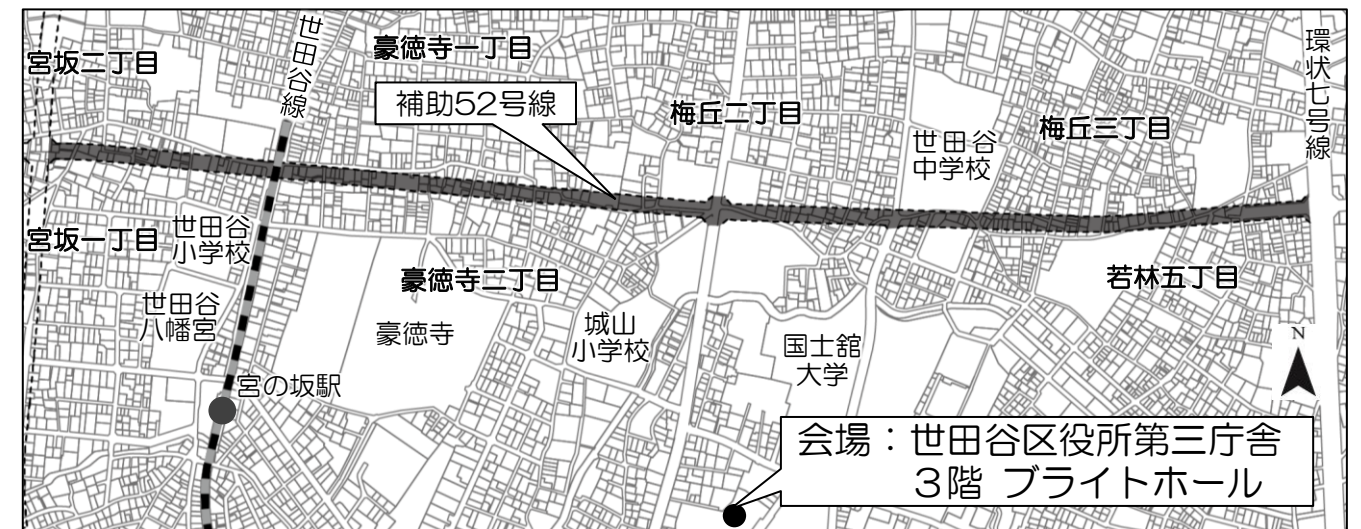 宮坂二丁目
世田谷線
豪徳寺一丁目
補助52号線
梅丘二丁目
世田谷
中学校
梅丘三丁目
環状七号線
宮坂一丁目
世田谷
小学校
世田谷
八幡宮
豪徳寺二丁目
豪徳寺
城山
小学校
国士舘
大学
若林五丁目
N
宮の坂駅
会場：世田谷区役所第三庁舎
3階 ブライトホール